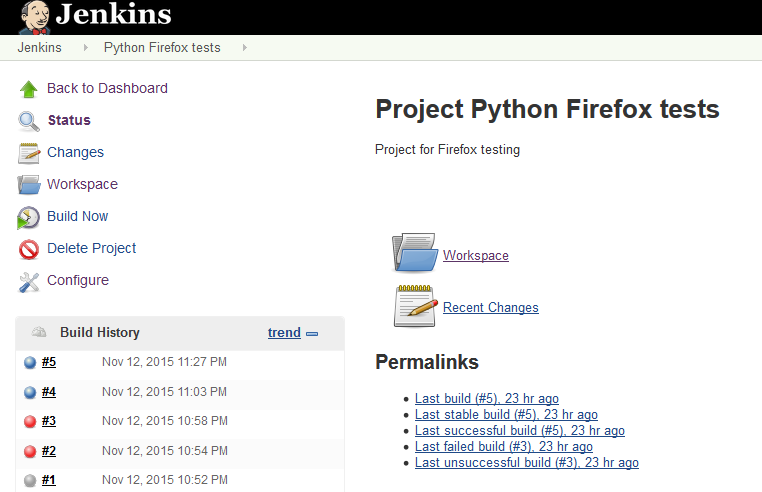 Jenkins
Jenkins Python Firefox tests
Back to Dashboard
Status
Changes
Workspace
Build Now
Delete Project
Configure
Build History trend
#5 Nov 12, 2015 11:27 PM
#4 Nov 12, 2015 11:03 PM
#3 Nov 12, 2015 10:58 PM
#2 Nov 12, 2015 10:54 PM
#1 Nov 12, 2015 10:52 PM
Project Python Firefox tests
Project for Firefox testing
Workspace
Recent Changes
Permalinks
Last build (#5), 23 hr ago
Last stable build (#5), 23 hr ago
Last successful build (#5), 23 hr ago
Last failed build (#3), 23 hr ago
Last unsuccessful build (#3), 23 hr ago